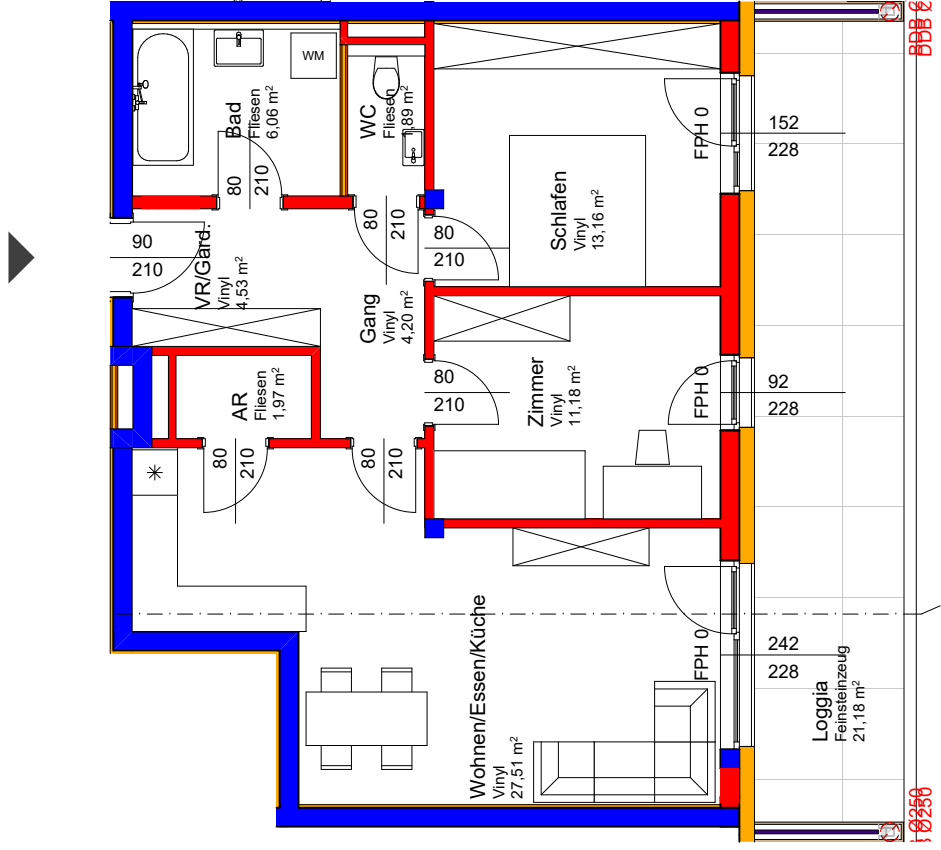 WM
Bad
Fliesen
6,06 m²
WC
Fliesen
,89 m²
80
210
80
210
90
210
VR/Gard.
Vinyl
4,53 m²
Gang
Vinyl
4,20 m²
AR
Fliesen
1,97 m²
80
210
80
210
80
210
Schlafen
Vinyl
13,16 m²
FPH 0
152
228
80
210
Zimmer
Vinyl
11,18 m²
FPH 0
92
228
Wohnen/Essen/Küche
Vinyl
27,51 m²
FPH 0
242
228
Loggia
Feinsteinzeug
21,18 m²
Ø250